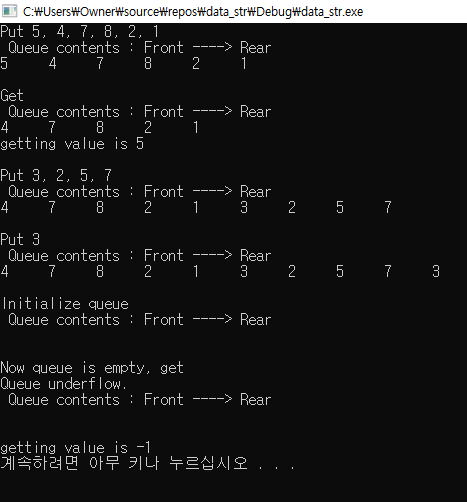 C:₩Users₩Owner₩source₩repos₩data_str₩Debug₩data_str.exe
Put 5, 4, 7, 8, 2, 1
Queue contents : Front ----> Rear
5 4 7 8 2 1
Get
Queue contents : Front ----> Rear
4 7 8 2 1
getting value is 5
Put 3, 2, 5, 7
Queue contents : Front ----> Rear
4 7 8 2 1 3 2 5 7
Put 3
Queue contents : Front ----> Rear
4 7 8 2 1 3 2 5 7 3
Initialize queue
Queue contents : Front ----> Rear
Now queue is empty, get
Queue underflow.
Queue contents : Front ----> Rear
getting value is -1
계속하려면 아무 키나 누르십시오 . . .